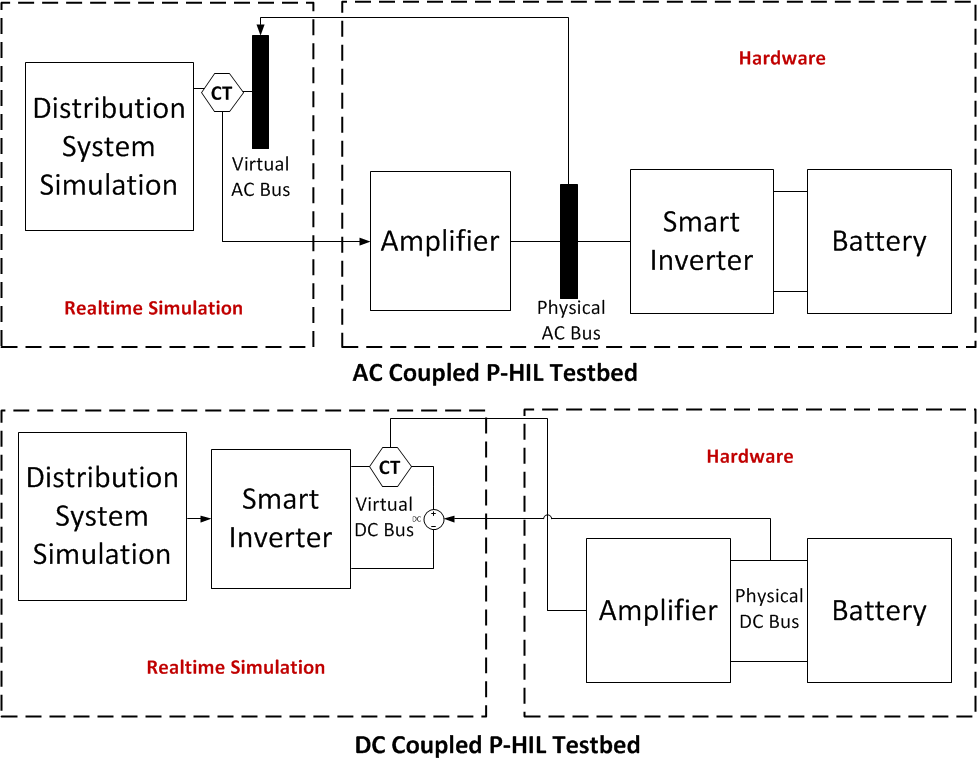 Hardware
Distribution
System
Simulation
CT
Virtual
AC Bus
Amplifier
Physical
AC Bus
Smart
Inverter
Battery
Realtime Simulation
AC Coupled P-HIL Testbed
Distribution
System
Simulation
Smart
Inverter
CT
Virtual
DC Bus
DC
+
−
Hardware
Amplifier
Physical
DC Bus
Battery
Realtime Simulation
DC Coupled P-HIL Testbed